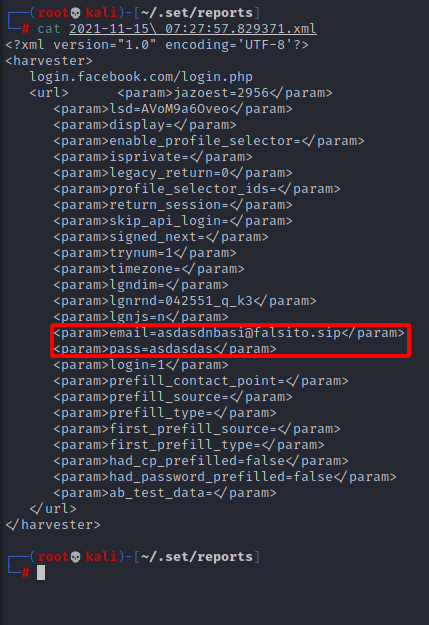 ┌──(root💀kali)-[~/.set/reports]
└─# cat 2021-11-15\ 07:27:57.829371.xml
<?xml version="1.0" encoding='UTF-8'?>
<harvester>
   login.facebook.com/login.php
   <url>      <param>jazoest=2956</param>
      <param>lsd=AVoM9a6Oveo</param>
      <param>display=</param>
      <param>enable_profile_selector=</param>
      <param>isprivate=</param>
      <param>legacy_return=0</param>
      <param>profile_selector_ids=</param>
      <param>return_session=</param>
      <param>skip_api_login=</param>
      <param>signed_next=</param>
      <param>trynum=1</param>
      <param>timezone=</param>
      <param>lgndim=</param>
      <param>lgnrnd=042551_q_k3</param>
      <param>lgnjs=n</param>
      <param>email=asdasdnbasi@falsito.sip</param>
      <param>pass=asdasdas</param>
      <param>login=1</param>
      <param>prefill_contact_point=</param>
      <param>prefill_source=</param>
      <param>prefill_type=</param>
      <param>first_prefill_source=</param>
      <param>first_prefill_type=</param>
      <param>had_cp_prefilled=false</param>
      <param>had_password_prefilled=false</param>
      <param>ab_test_data=</param>
   </url>
</harvester>
┌──(root💀kali)-[~/.set/reports]
└─#